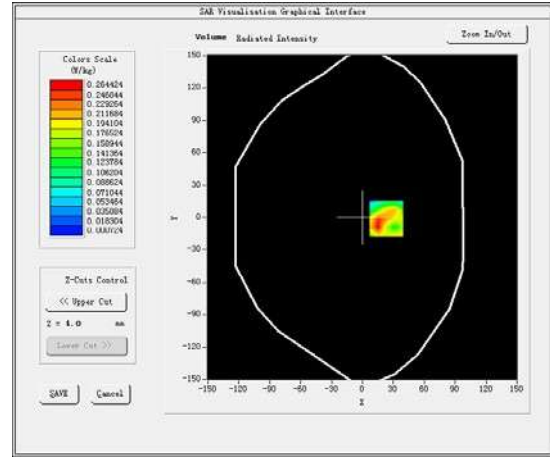 SAR Visualisation Graphical Interface
Volume Radiated Intensity
Zoom In/Out
Colors Scale
(W/kg)
0.264424
0.246844
0.229264
0.211684
0.194104
0.176524
0.158944
0.141364
0.123784
0.106204
0.088624
0.071044
0.053464
0.035884
0.018304
0.000724
Z-Cuts Control
<< Upper Cut
Z = 4.0 mm
Lower Cut >>
SAVE Cancel
150
120
90
60
30
Y 0
-30
-60
-90
-120
-150
-150 -120 -90 -60 -30 0 30 60 90 120 150
X